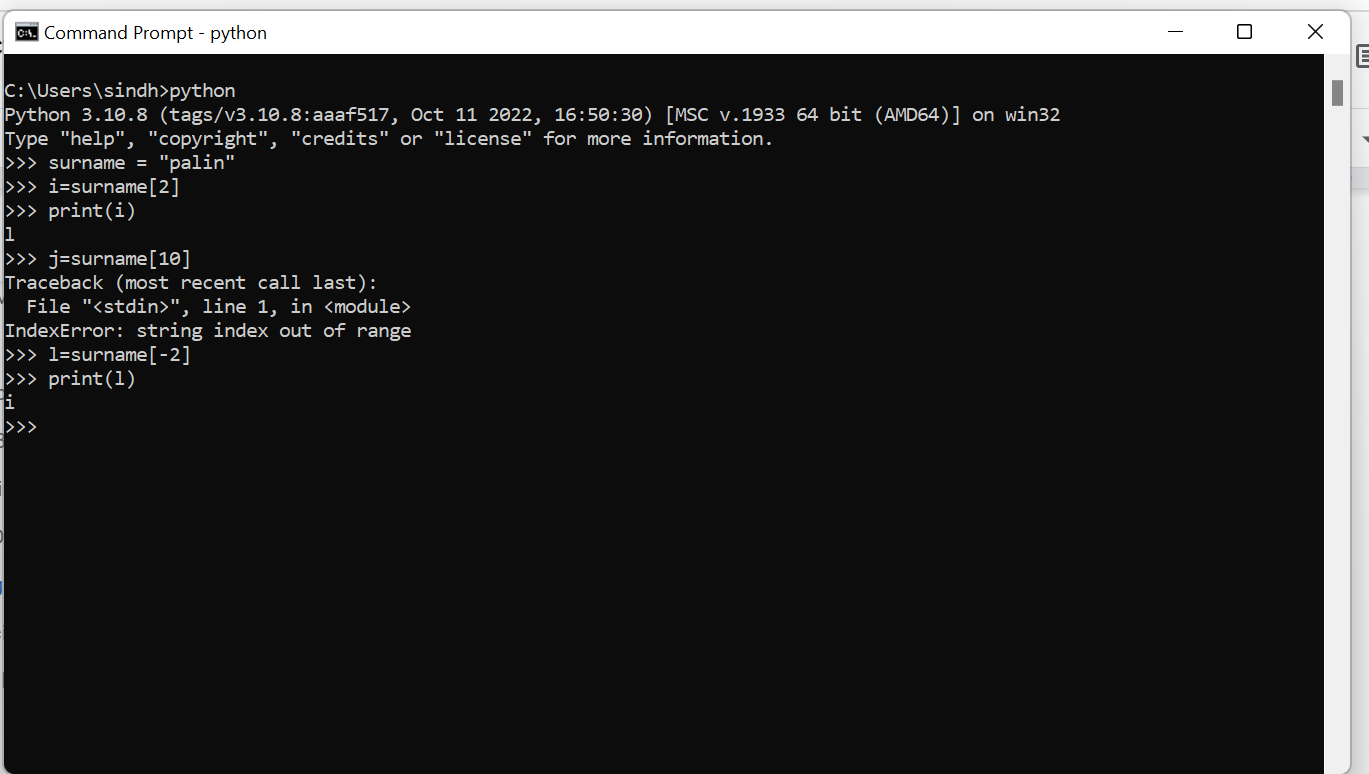 Command Prompt - python
C:\Users\sindh>python
Python 3.10.8 (tags/v3.10.8:aaaf517, Oct 11 2022, 16:50:30) [MSC v.1933 64 bit (AMD64)] on win32
Type "help", "copyright", "credits" or "license" for more information.
>>> surname = "palin"
>>> i=surname[2]
>>> print(i)
l
>>> j=surname[10]
Traceback (most recent call last):
  File "<stdin>", line 1, in <module>
IndexError: string index out of range
>>> l=surname[-2]
>>> print(l)
i
>>>